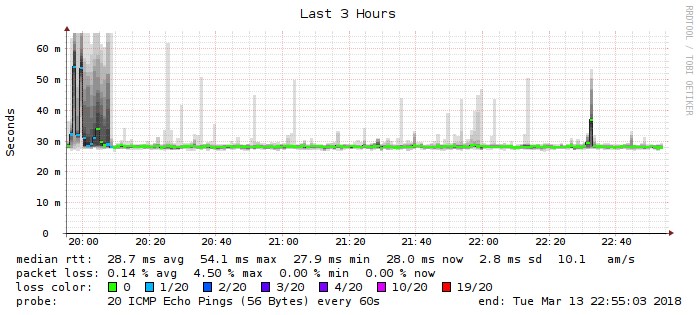 Last 3 Hours
RRDTOOL / TOBI OETIKER
Seconds
60 m
50 m
40 m
30 m
20 m
10 m
0
20:00 20:20 20:40 21:00 21:20 21:40 22:00 22:20 22:40
median rtt: 28.7 ms avg 54.1 ms max 27.9 ms min 28.0 ms now 2.8 ms sd 10.1 am/s
packet loss: 0.14 % avg 4.50 % max 0.00 % min 0.00 % now
loss color: 0 1/20 2/20 3/20 4/20 10/20 19/20
probe: 20 ICMP Echo Pings (56 Bytes) every 60s end: Tue Mar 13 22:55:03 2018